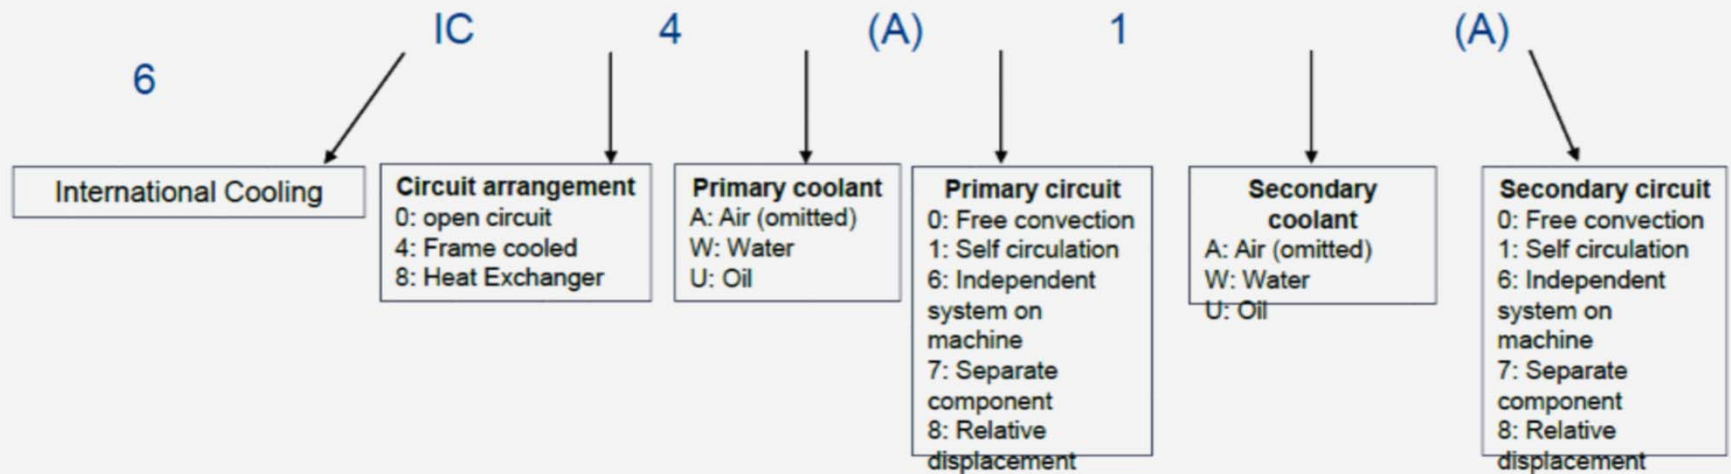 IC 4 (A) 1 (A)
6
International Cooling
Circuit arrangement
0: open circuit
4: Frame cooled
8: Heat Exchanger
Primary coolant
A: Air (omitted)
W: Water
U: Oil
Primary circuit
0: Free convection
1: Self circulation
6: Independent
system on
machine
7: Separate
component
8: Relative
displacement
Secondary
coolant
A: Air (omitted)
W: Water
U: Oil
Secondary circuit
0: Free convection
1: Self circulation
6: Independent
system on
machine
7: Separate
component
8: Relative
displacement